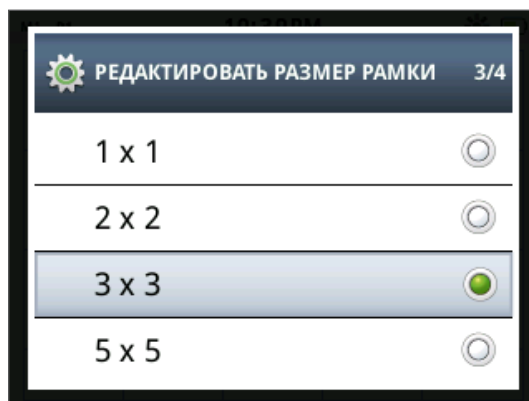 РЕДАКТИРОВАТЬ РАЗМЕР РАМКИ 3/4
1 x 1
2 x 2
3 x 3
5 x 5